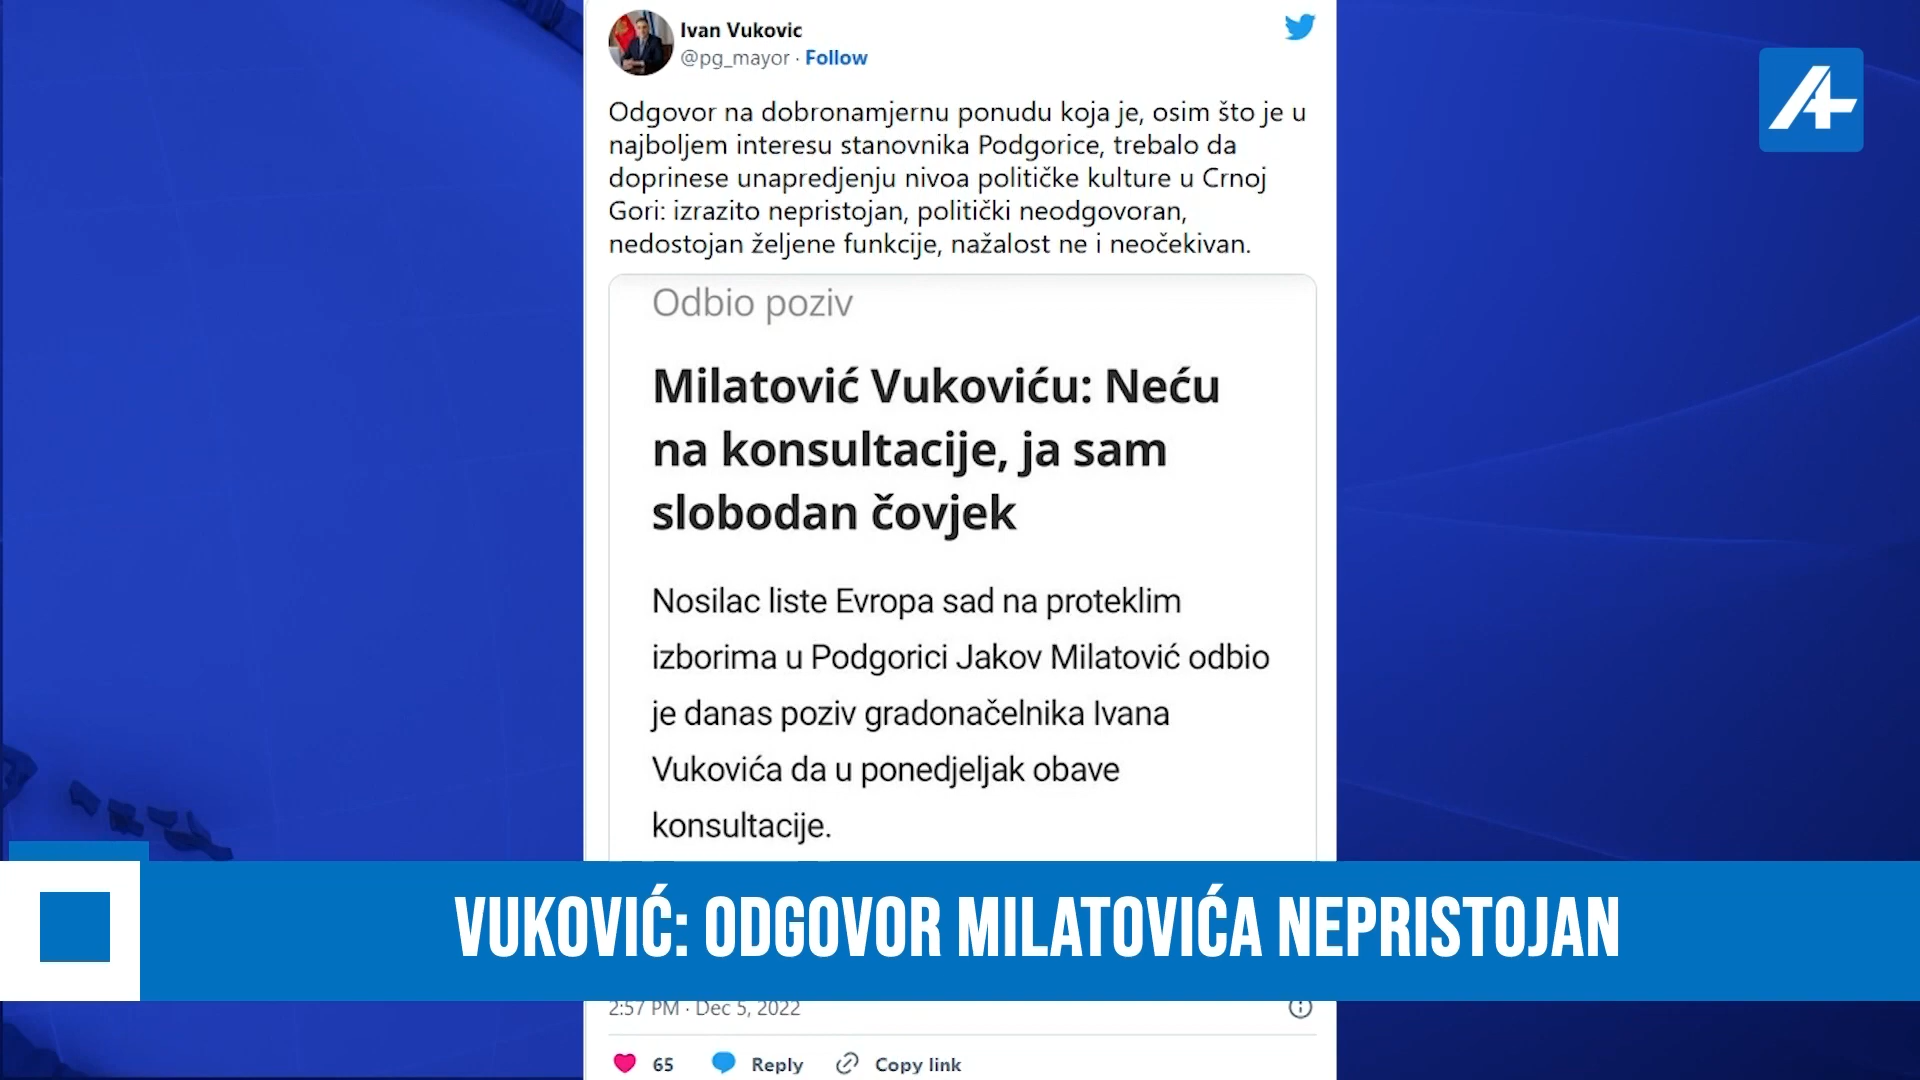 Ivan Vukovic
@pg_mayor · Follow
Odgovor na dobronamjernu ponudu koja je, osim što je u
najboljem interesu stanovnika Podgorice, trebalo da
doprinese unapredjenju nivoa političke kulture u Crnoj
Gori: izrazito nepristojan, politički neodgovoran,
nedostojan željene funkcije, nažalost ne i neočekivan.
Odbio poziv
Milatović Vukoviću: Neću
na konsultacije, ja sam
slobodan čovjek
Nosilac liste Evropa sad na proteklim
izborima u Podgorici Jakov Milatović odbio
je danas poziv gradonačelnika Ivana
Vukovića da u ponedjeljak obave
konsultacije.
VUKOVIĆ: ODGOVOR MILATOVIĆA NEPRISTOJAN
2:57 PM · Dec 5, 2022
65 Reply Copy link